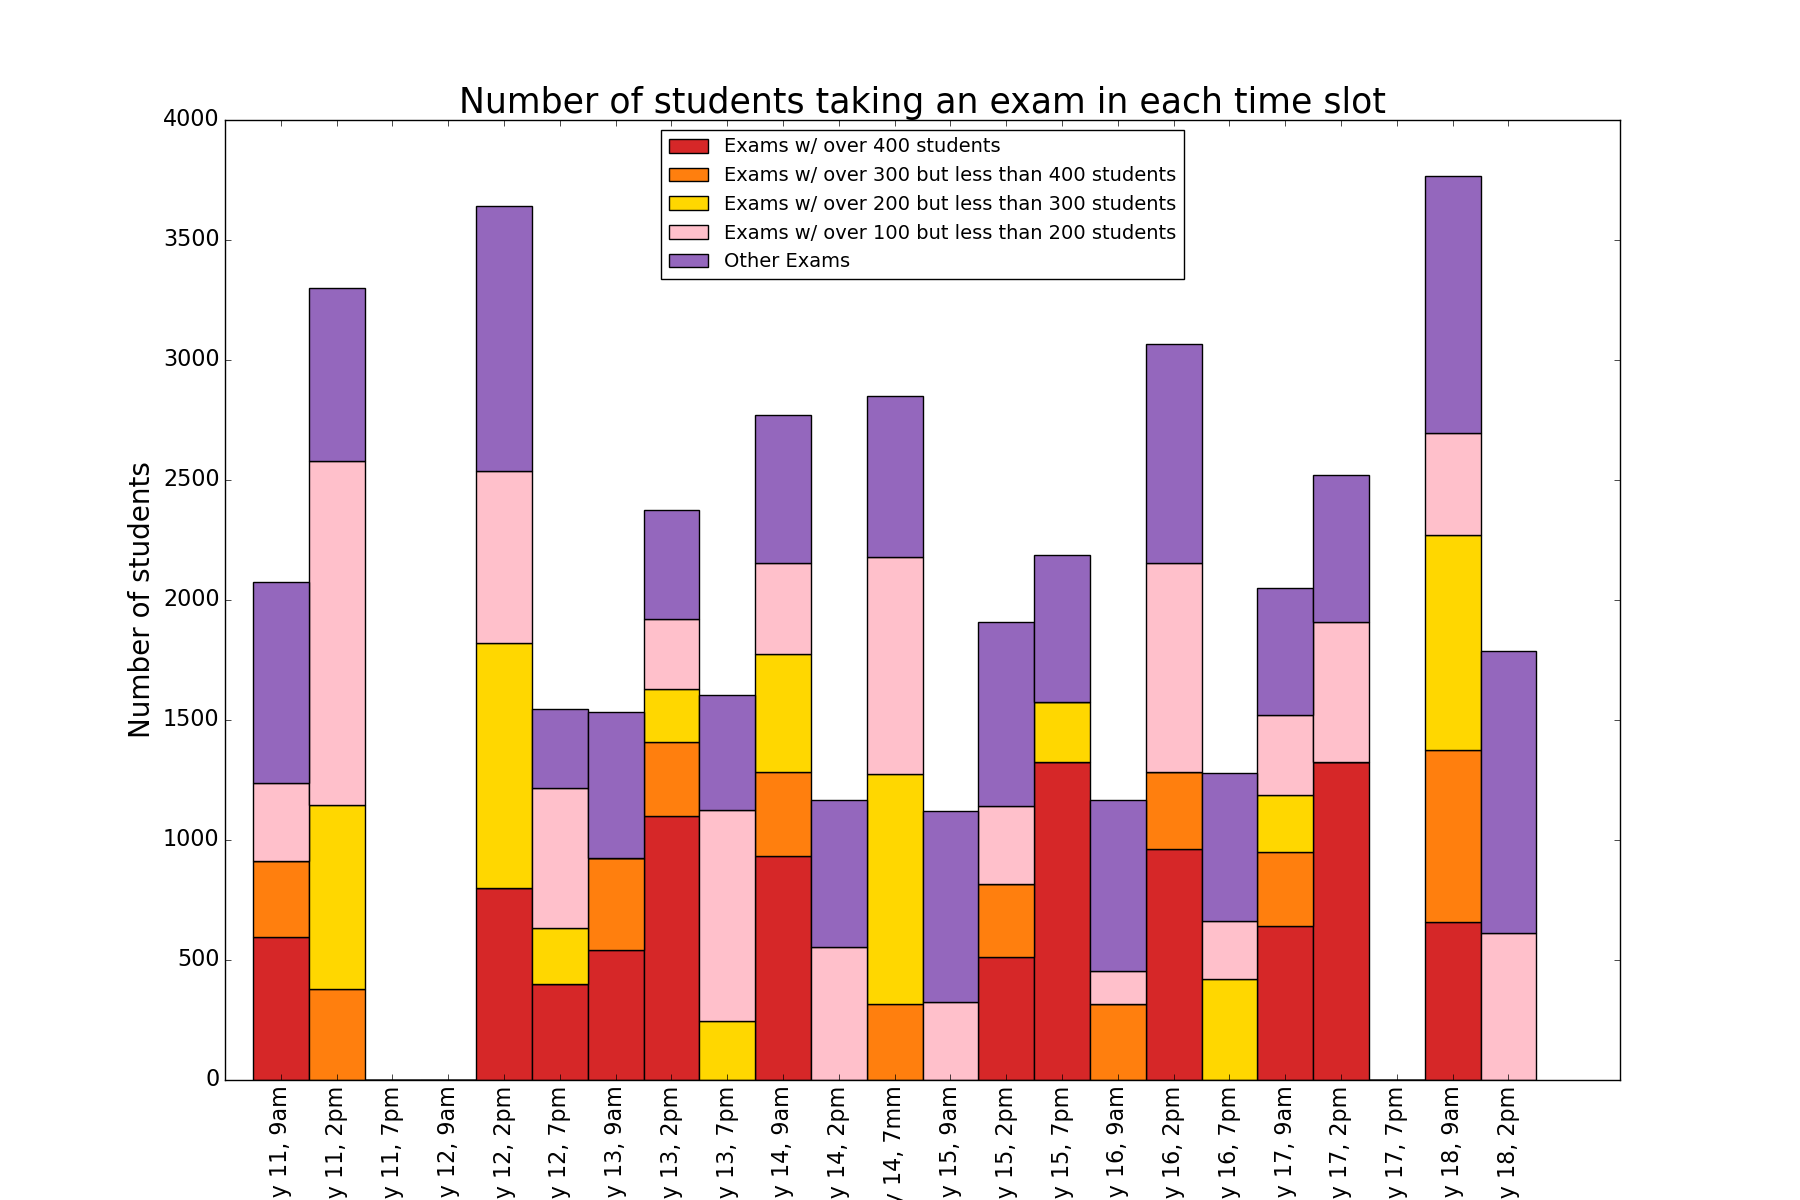 Number of students taking an exam in each time slot
Exams w/ over 400 students
Exams w/ over 300 but less than 400 students
Exams w/ over 200 but less than 300 students
Exams w/ over 100 but less than 200 students
Other Exams
Number of students
4000
3500
3000
2500
2000
1500
1000
500
0
y 11, 9am
y 11, 2pm
y 11, 7pm
y 12, 9am
y 12, 2pm
y 12, 7pm
y 13, 9am
y 13, 2pm
y 13, 7pm
y 14, 9am
y 14, 2pm
y 14, 7mm
y 15, 9am
y 15, 2pm
y 15, 7pm
y 16, 9am
y 16, 2pm
y 16, 7pm
y 17, 9am
y 17, 2pm
y 17, 7pm
y 18, 9am
y 18, 2pm